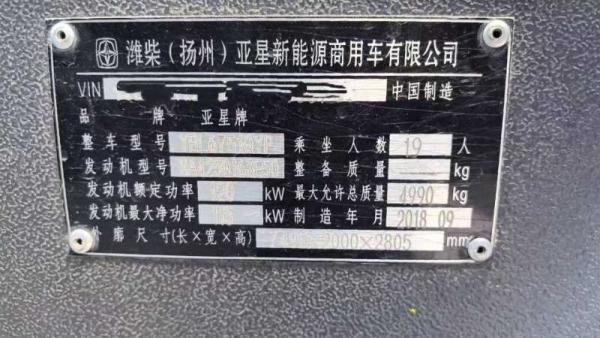 潍柴（扬州）亚星新能源商用车有限公司
VIN 中国制造
品牌 亚星牌
整车型号 乘坐人数 19 人
发动机型号 整备质量 kg
发动机额定功率 kW 最大允许总质量 4990 kg
发动机最大净功率 kW 制造年月 2018 09
外廓尺寸(长×宽×高) 2000×2805 mm